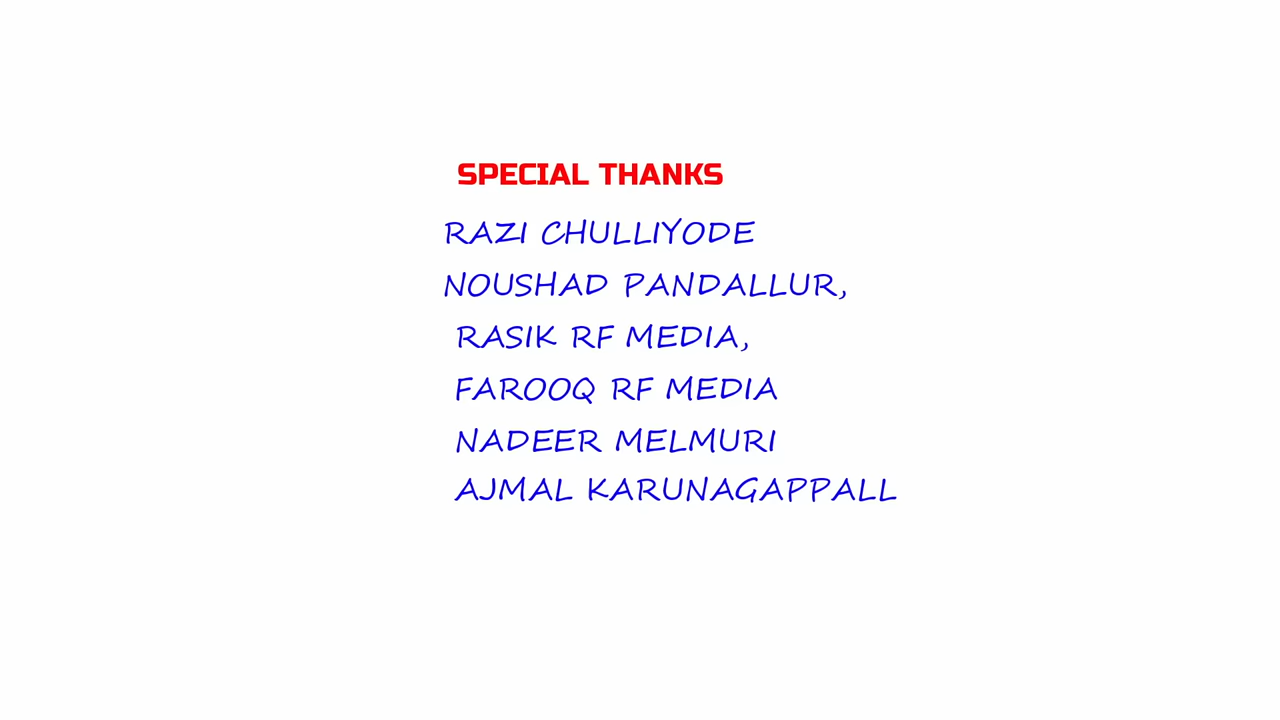 SPECIAL THANKS
RAZI CHULLIYODE
NOUSHAD PANDALLUR,
RASIK RF MEDIA,
FAROOQ RF MEDIA
NADEER MELMURI
AJMAL KARUNAGAPPALL